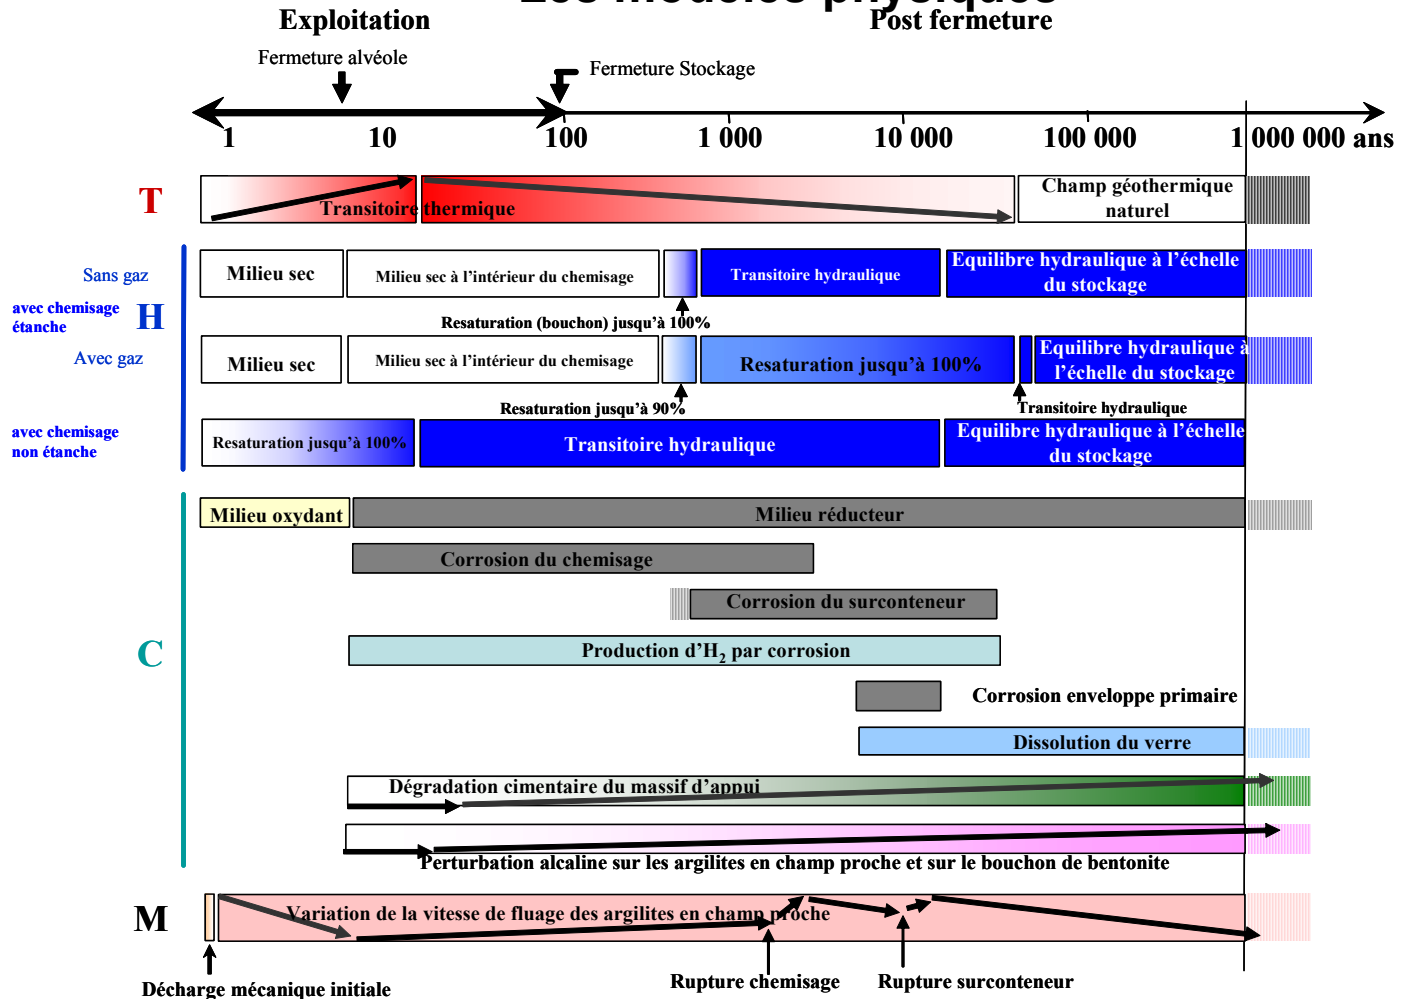 Les modèles physiques
Exploitation
Post fermeture
Fermeture alvéole
Fermeture Stockage
1
10
100
1 000
10 000
100 000
1 000 000 ans
T
Transitoire thermique
Champ géothermique
naturel
Sans gaz
Milieu sec
Milieu sec à l’intérieur du chemisage
Transitoire hydraulique
Equilibre hydraulique à l’échelle
du stockage
avec chemisage
étanche
H
Resaturation (bouchon) jusqu’à 100%
Avec gaz
Milieu sec
Milieu sec à l’intérieur du chemisage
Resaturation jusqu’à 100%
Equilibre hydraulique à
l’échelle du stockage
Resaturation jusqu’à 90%
Transitoire hydraulique
avec chemisage
non étanche
Resaturation jusqu’à 100%
Transitoire hydraulique
Equilibre hydraulique à l’échelle
du stockage
Milieu oxydant
Milieu réducteur
Corrosion du chemisage
Corrosion du surconteneur
C
Production d’H2 par corrosion
Corrosion enveloppe primaire
Dissolution du verre
Dégradation cimentaire du massif d’appui
Perturbation alcaline sur les argilites en champ proche et sur le bouchon de bentonite
M
Variation de la vitesse de fluage des argilites en champ proche
Rupture chemisage
Rupture surconteneur
Décharge mécanique initiale